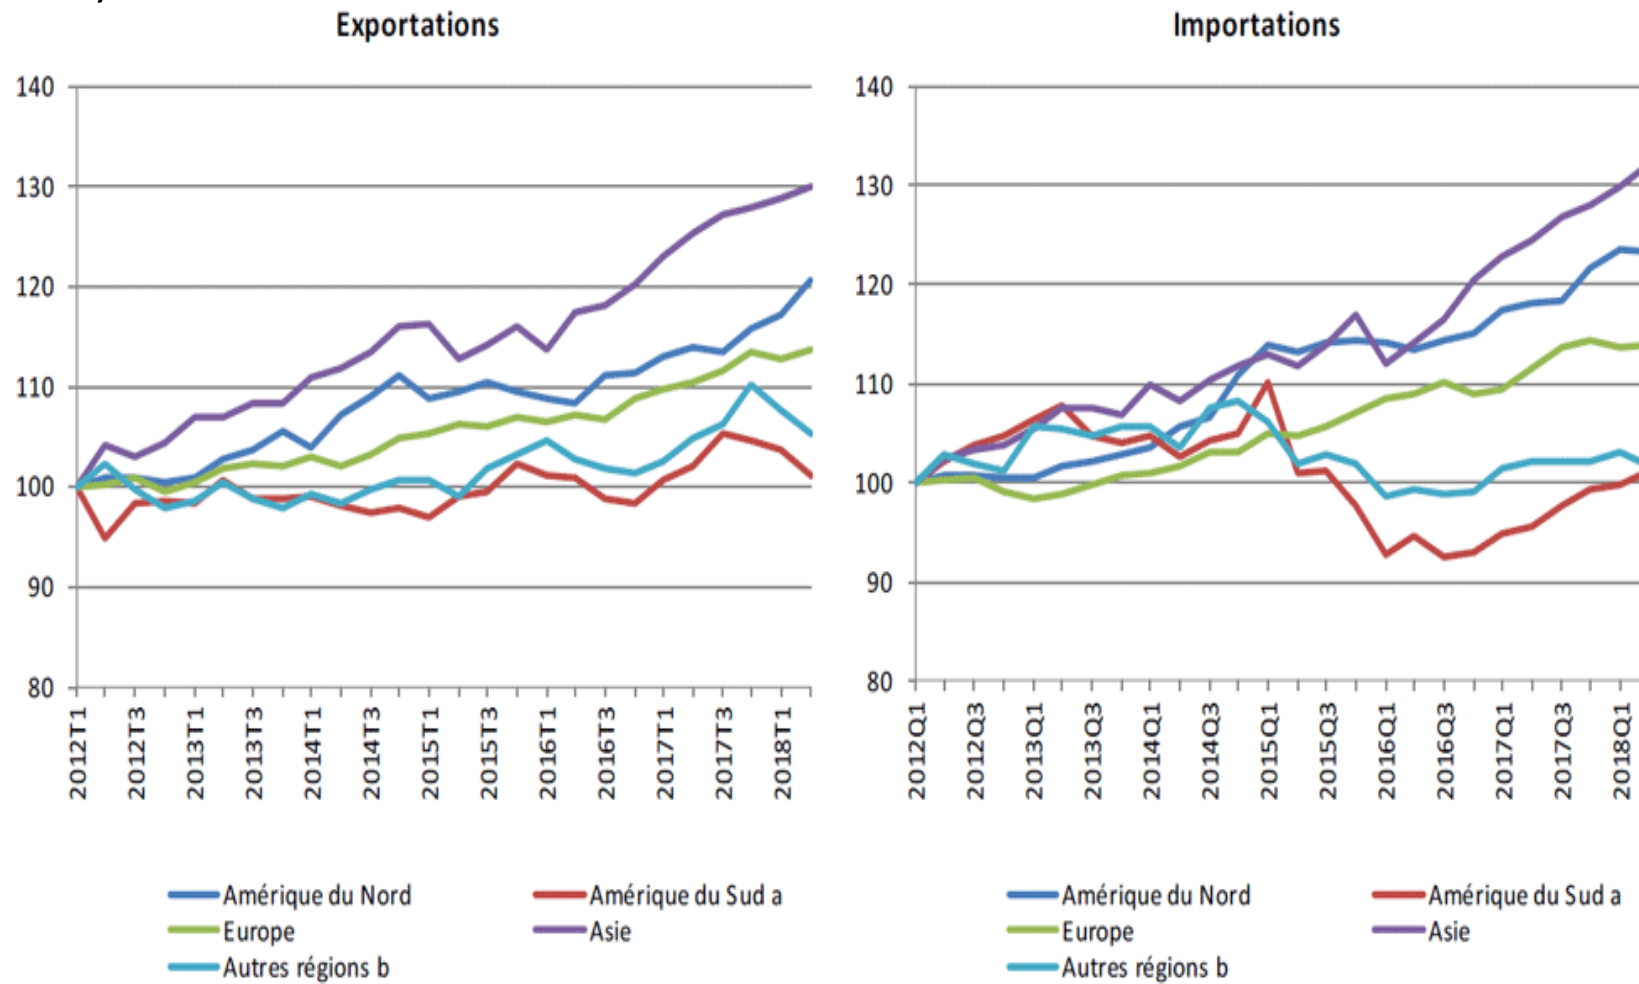 Exportations
Importations
140
130
120
110
100
90
80
2012T1
2012T3
2013T1
2013T3
2014T1
2014T3
2015T1
2015T3
2016T1
2016T3
2017T1
2017T3
2018T1
Amérique du Nord
Amérique du Sud a
Europe
Asie
Autres régions b
140
130
120
110
100
90
80
2012Q1
2012Q3
2013Q1
2013Q3
2014Q1
2014Q3
2015Q1
2015Q3
2016Q1
2016Q3
2017Q1
2017Q3
2018Q1
Amérique du Nord
Amérique du Sud a
Europe
Asie
Autres régions b